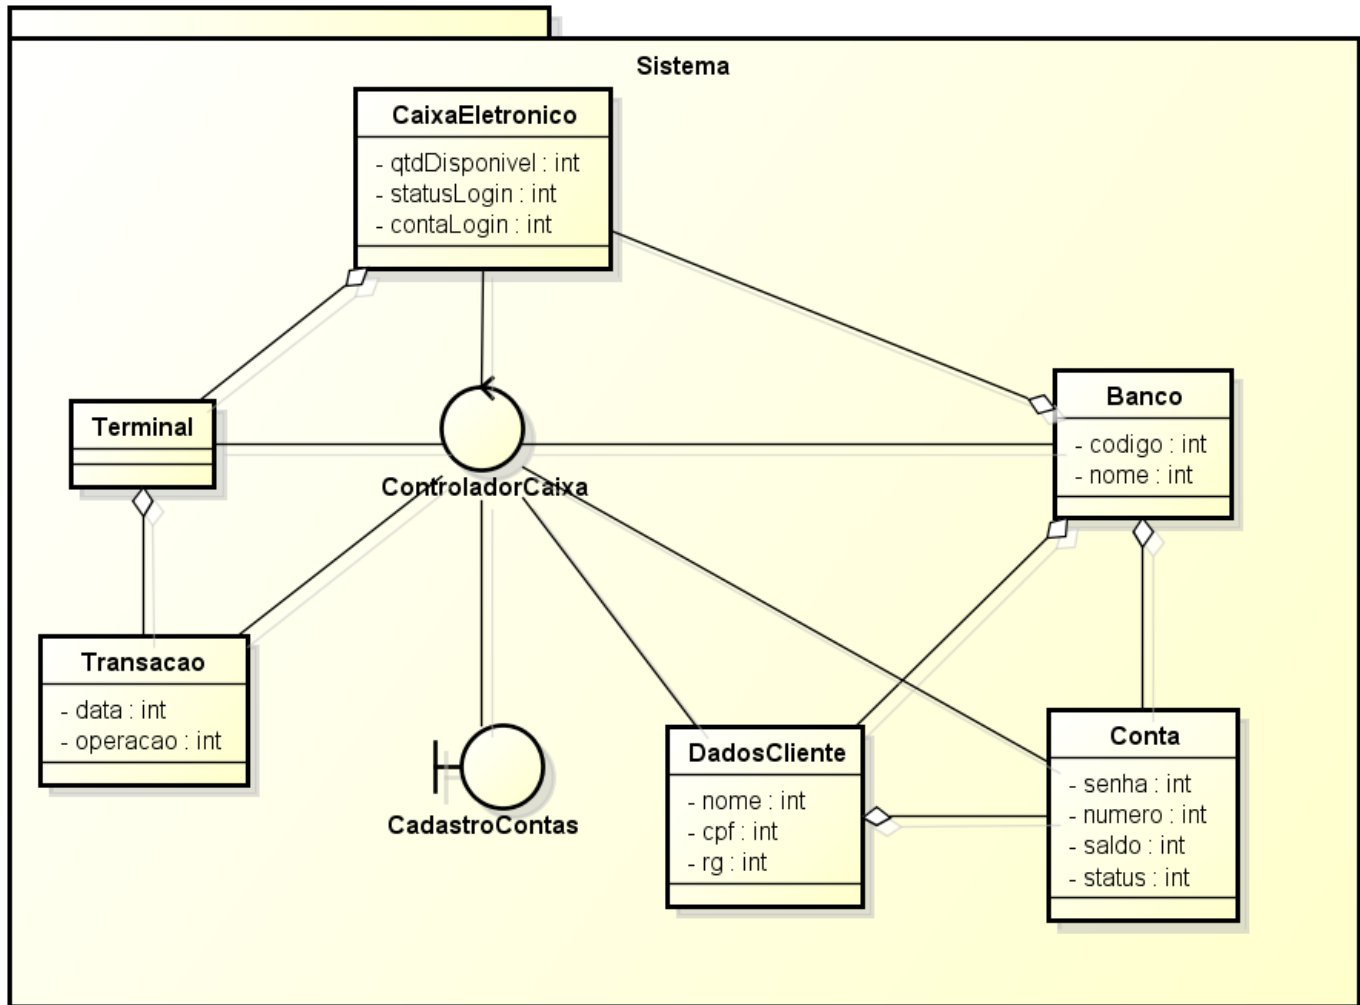 Sistema
CaixaEletronico
- qtdDisponivel : int
- statusLogin : int
- contaLogin : int
Banco
- codigo : int
- nome : int
Terminal
ControladorCaixa
Transacao
- data : int
- operacao : int
CadastroContas
DadosCliente
- nome : int
- cpf : int
- rg : int
Conta
- senha : int
- numero : int
- saldo : int
- status : int